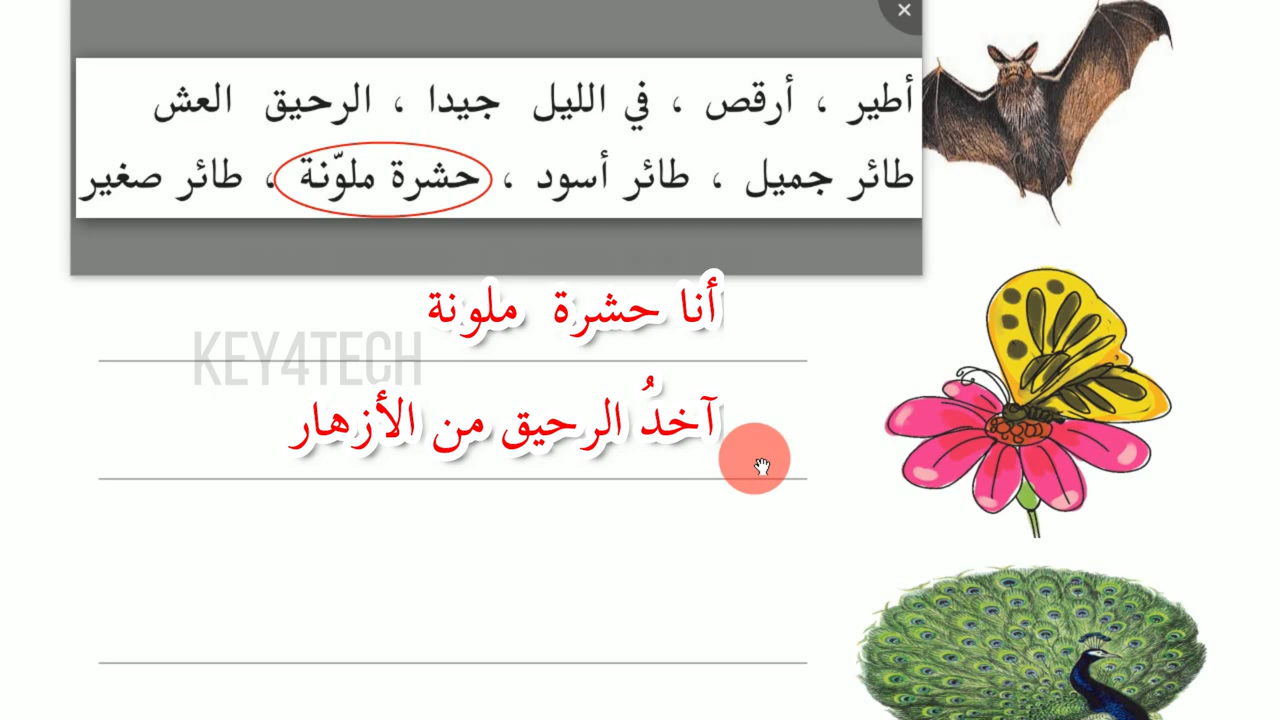 أطير ، أرقص ، في الليل جيدا ، الرحيق العش
طائر جميل ، طائر أسود ، حشرة ملوّنة ، طائر صغير
أنا حشرة ملونة
KEY4TECH
آخدُ الرحيق من الأزهار